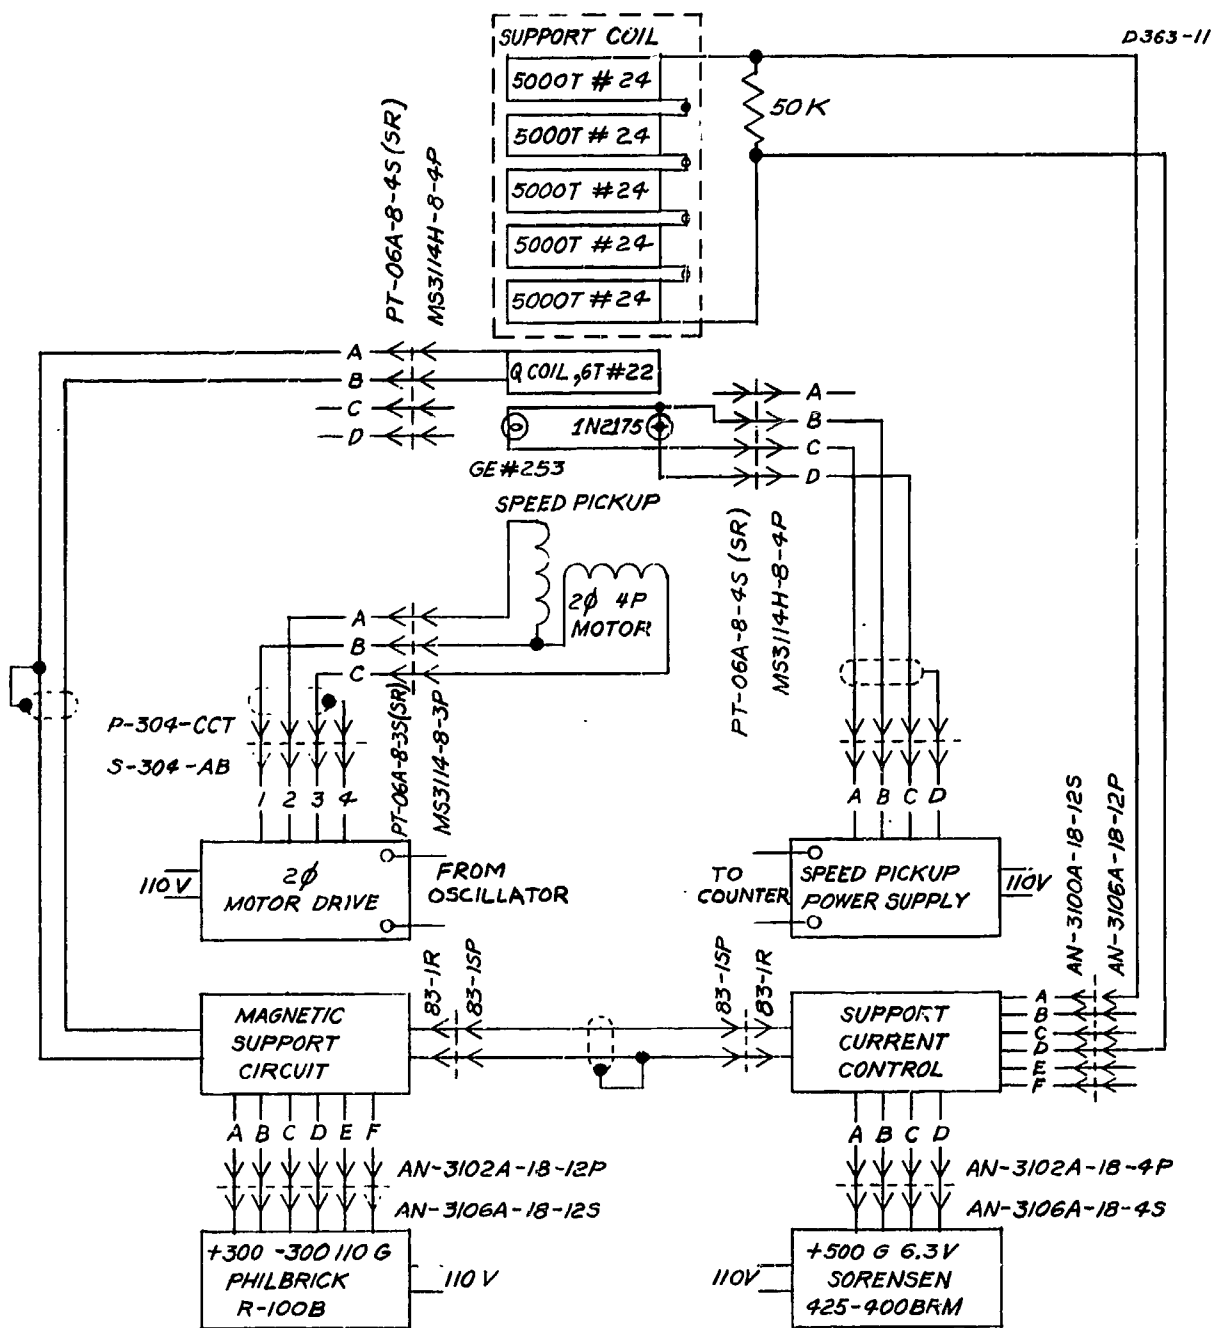 D363-11
SUPPORT COIL
5000T #24
5000T #24
5000T #24
5000T #24
5000T #24
50K
PT-06A-8-4S (SR)
MS3114H-8-4P
A
B
C
D
Q COIL, 6T #22
1N2175
GE #253
SPEED PICKUP
A
B
C
D
PT-06A-8-4S (SR)
MS3114H-8-4P
2φ 4P
MOTOR
A
B
C
PT-06A-8-3S(SR)
MS3114-8-3P
P-304-CCT
S-304-AB
1 2 3 4
A B C D
110V
2φ
MOTOR DRIVE
FROM
OSCILLATOR
TO
COUNTER
SPEED PICKUP
POWER SUPPLY
110V
AN-3100A-18-12S
AN-3106A-18-12P
MAGNETIC
SUPPORT
CIRCUIT
83-1R
83-1SP
83-1SP
83-1R
SUPPORT
CURRENT
CONTROL
A
B
C
D
E
F
A B C D E F
AN-3102A-18-12P
AN-3106A-18-12S
A B C D
AN-3102A-18-4P
AN-3106A-18-4S
+300 -300 110 G
PHILBRICK
R-100B
110 V
110V
+500 G 6.3V
SORENSEN
425-400BRM